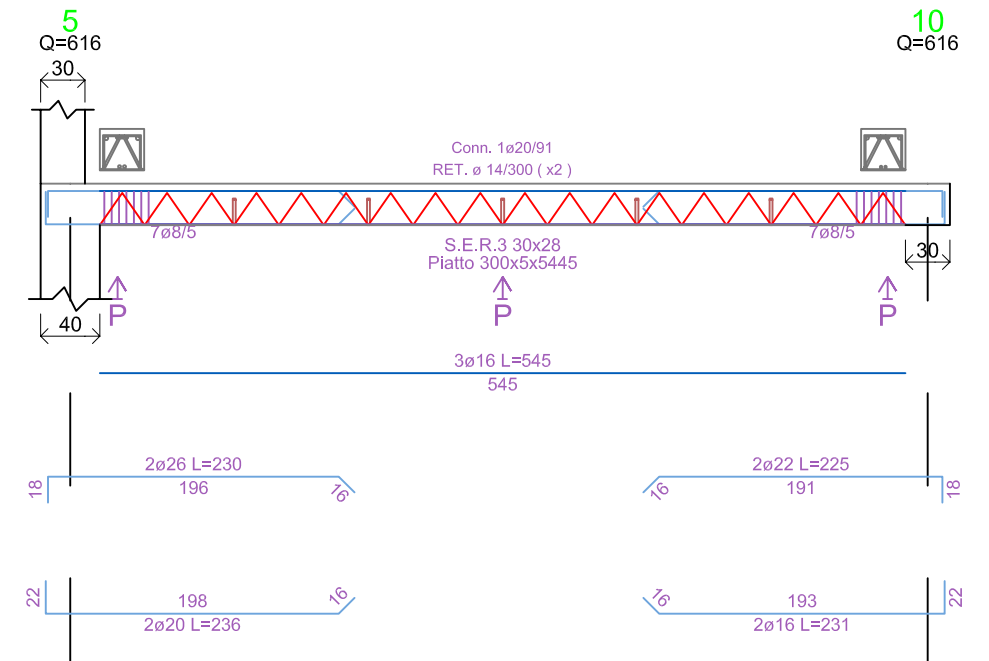 5
10
Q=616
Q=616
30
Conn. 1ø20/91
RET. ø 14/300 ( x2 )
7ø8/5
7ø8/5
S.E.R.3 30x28
Piatto 300x5x5445
30
P
P
P
40
3ø16 L=545
545
2ø26 L=230
2ø22 L=225
18
196
16
16
191
18
22
198
16
16
193
22
2ø20 L=236
2ø16 L=231